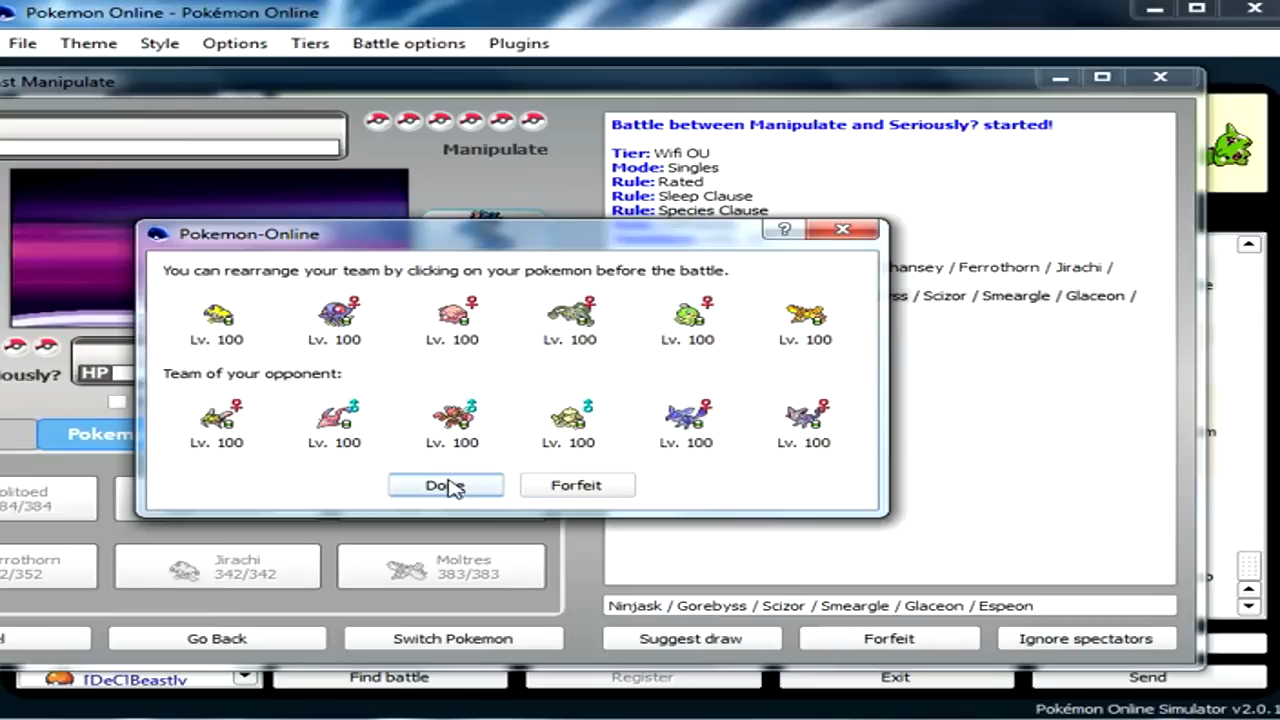 Pokemon Online - Pokémon Online
File Theme Style Options Tiers Battle options Plugins
st Manipulate
Manipulate
Battle between Manipulate and Seriously? started!
Tier: Wifi OU
Mode: Singles
Rule: Rated
Rule: Sleep Clause
Rule: Species Clause
Pokemon-Online
You can rearrange your team by clicking on your pokemon before the battle.
hansey / Ferrothorn / Jirachi /
ss / Scizor / Smeargle / Glaceon /
Lv. 100 Lv. 100 Lv. 100 Lv. 100 Lv. 100 Lv. 100
Team of your opponent:
iously? HP
Lv. 100 Lv. 100 Lv. 100 Lv. 100 Lv. 100 Lv. 100
Pokem
Forfeit
olitoed
84/384
rrothorn Jirachi Moltres
2/352 342/342 383/383
Ninjask / Gorebyss / Scizor / Smeargle / Glaceon / Espeon
el Go Back Switch Pokemon Suggest draw Forfeit Ignore spectators
[DeC]BeastIv Find battle Register Exit Send
Pokémon Online Simulator v2.0.1